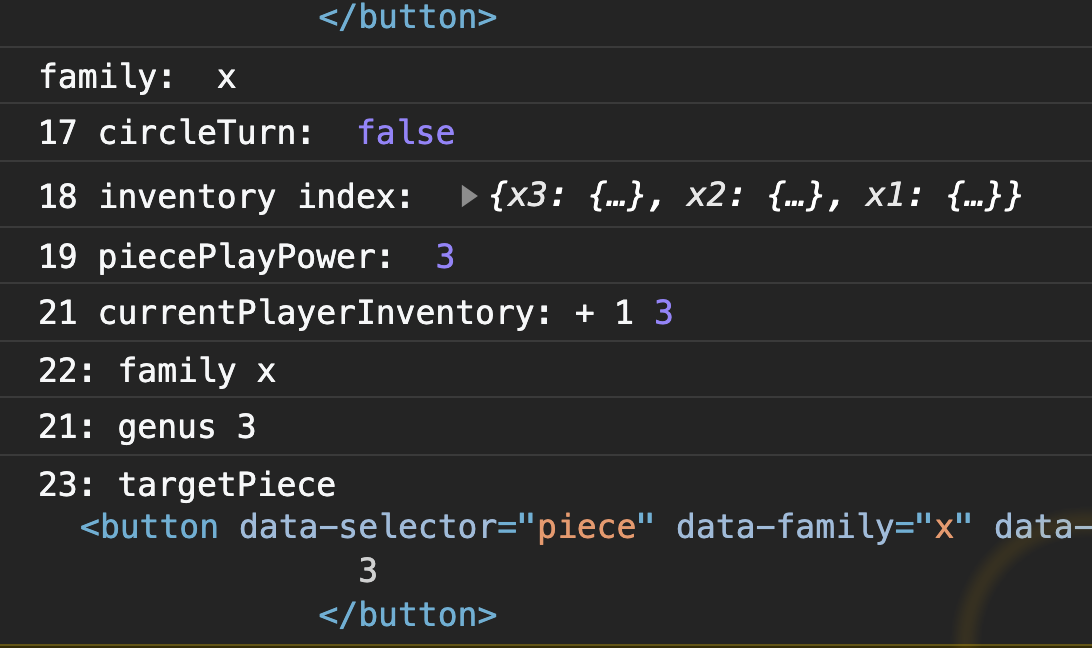 </button>
family:  x
17 circleTurn:  false
18 inventory index:  ▶{x3: {…}, x2: {…}, x1: {…}}
19 piecePlayPower:  3
21 currentPlayerInventory: + 1 3
22: family x
21: genus 3
23: targetPiece
<button data-selector="piece" data-family="x" data-
3
</button>